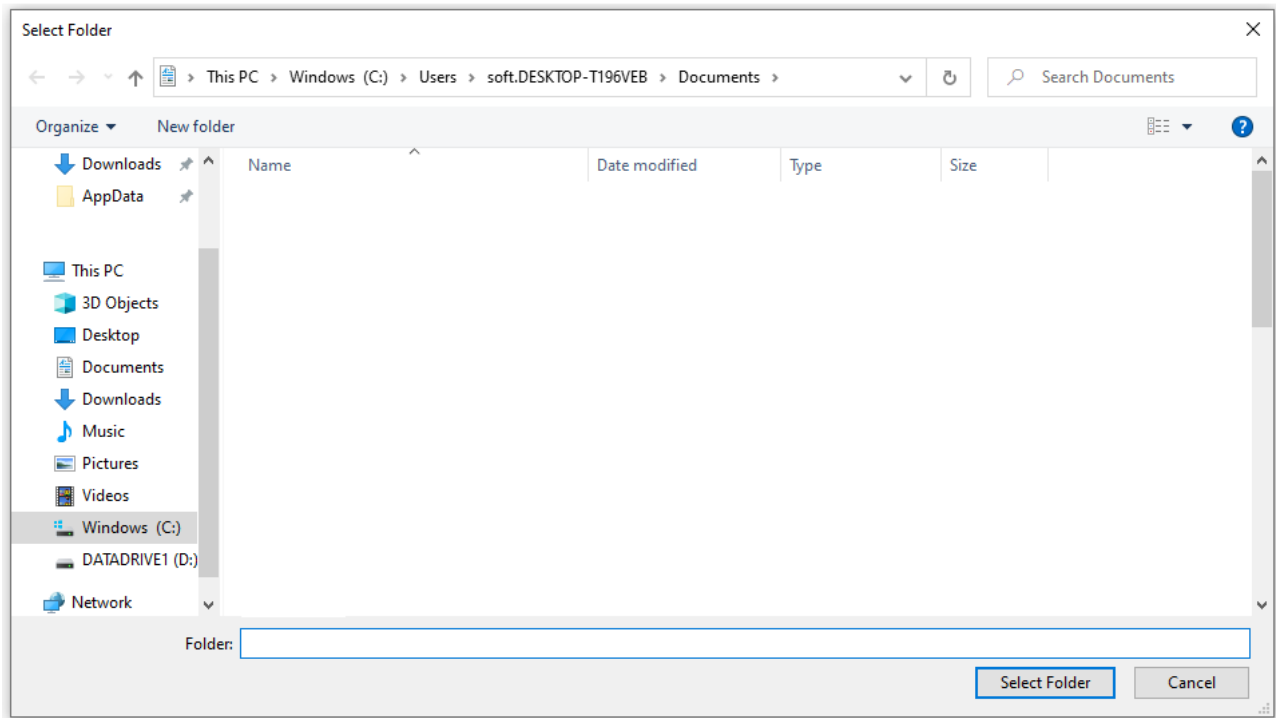 Select Folder
This PC > Windows (C:) > Users > soft.DESKTOP-T196VEB > Documents >
Search Documents
Organize
New folder
?
Name
Date modified
Type
Size
Downloads
AppData
This PC
3D Objects
Desktop
Documents
Downloads
Music
Pictures
Videos
Windows (C:)
DATADRIVE1 (D:)
Network
Folder:
Select Folder
Cancel